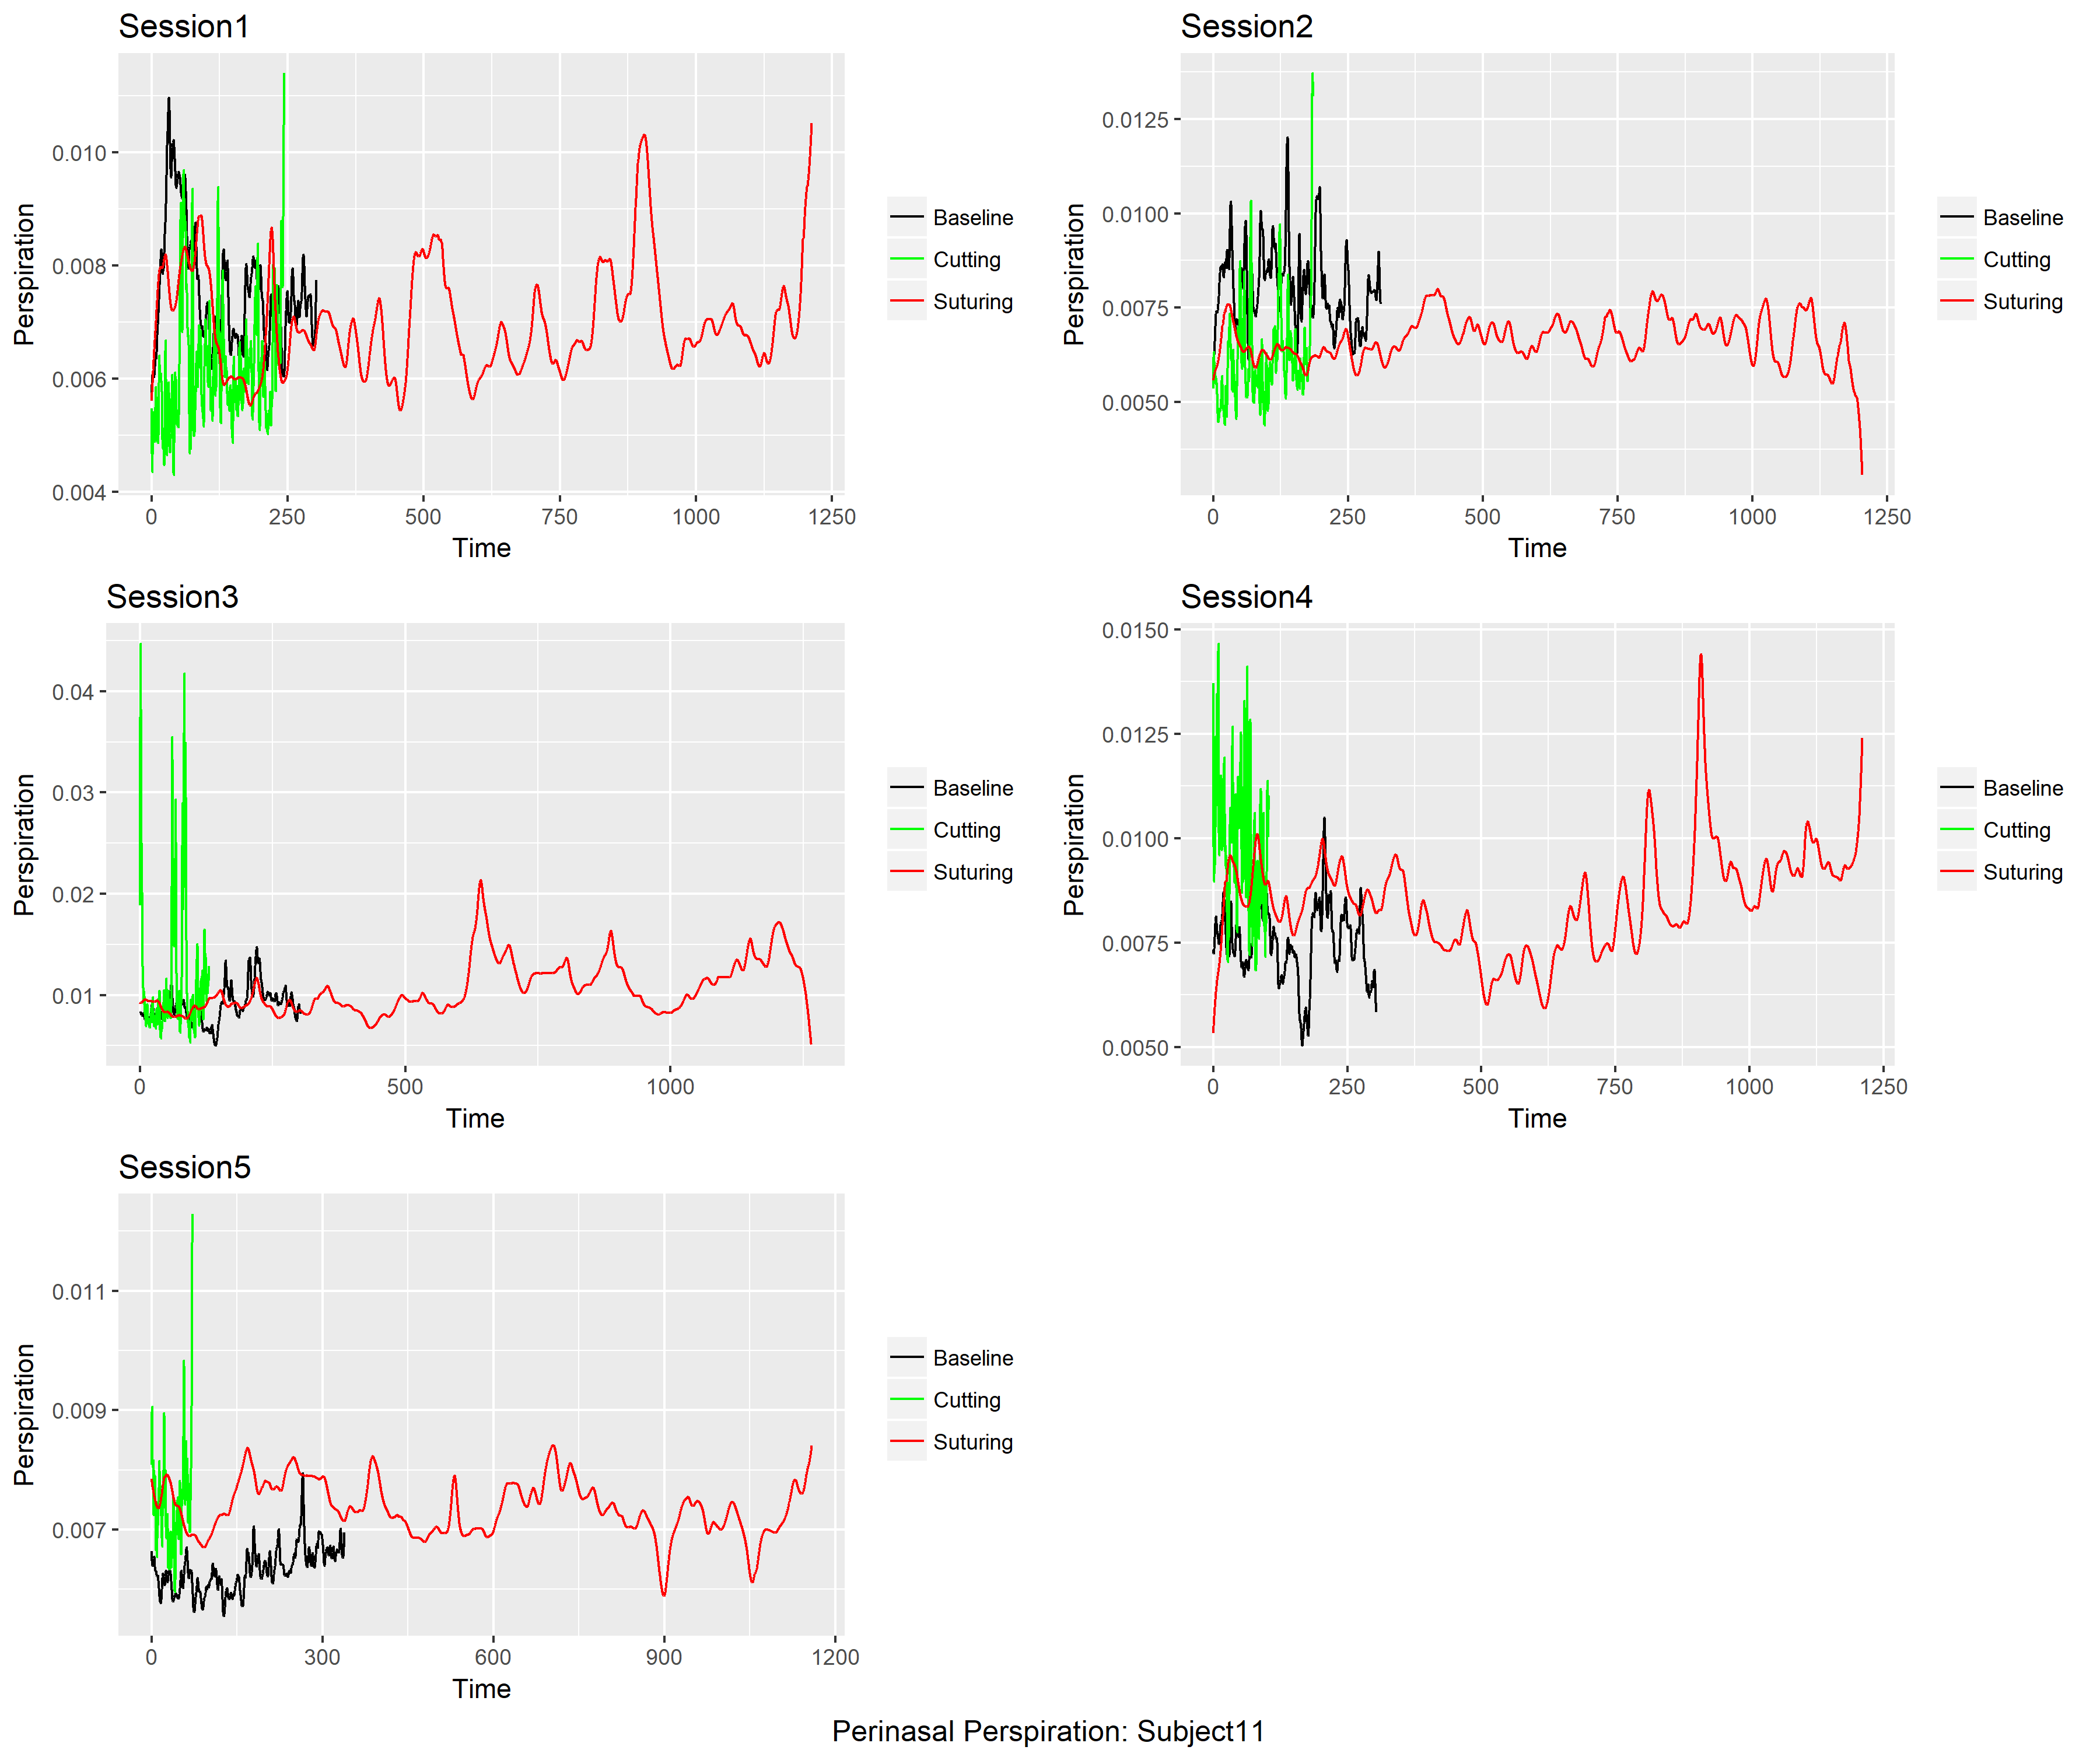 Session1
Perspiration
0.010
0.008
0.006
0.004
0 250 500 750 1000 1250
Time
Baseline
Cutting
Suturing
Session2
Perspiration
0.0125
0.0100
0.0075
0.0050
0 250 500 750 1000 1250
Time
Baseline
Cutting
Suturing
Session3
Perspiration
0.04
0.03
0.02
0.01
0 500 1000
Time
Baseline
Cutting
Suturing
Session4
Perspiration
0.0150
0.0125
0.0100
0.0075
0.0050
0 250 500 750 1000 1250
Time
Baseline
Cutting
Suturing
Session5
Perspiration
0.011
0.009
0.007
0 300 600 900 1200
Time
Baseline
Cutting
Suturing
Perinasal Perspiration: Subject11